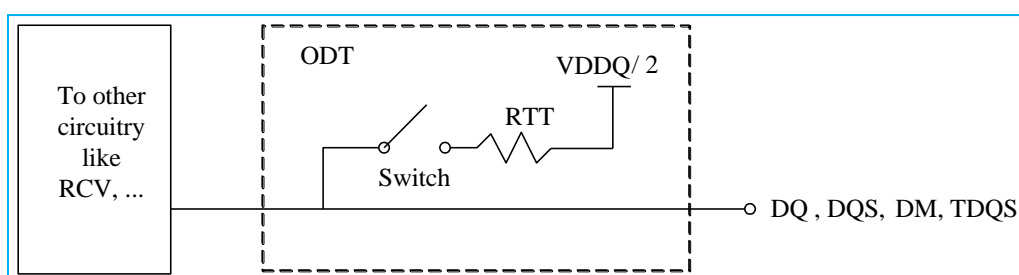 ODT
VDDQ/ 2
To other
circuitry
like
RCV, ...
RTT
Switch
DQ , DQS, DM, TDQS